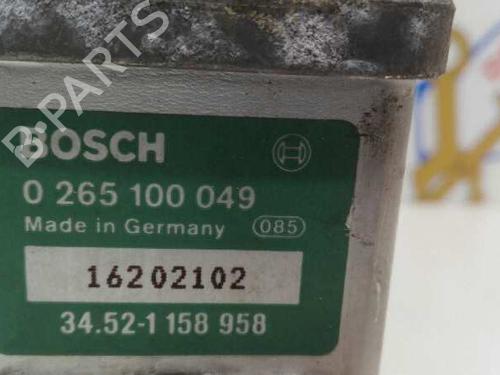 B-PARTS
BOSCH
0 265 100 049
Made in Germany 085
16202102
34.52-1 158 958